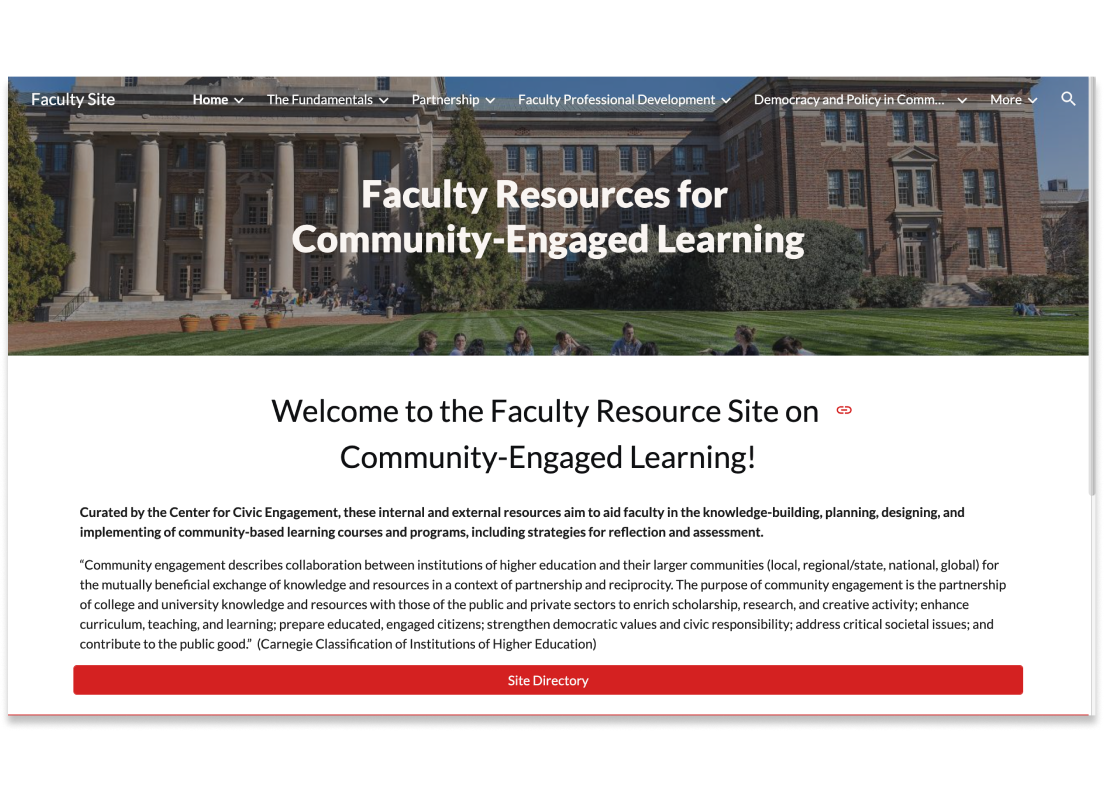 Faculty Site Home The Fundamentals Partnership Faculty Professional Development Democracy and Policy in Comm... More
Faculty Resources for
Community-Engaged Learning
Welcome to the Faculty Resource Site on
Community-Engaged Learning!
Curated by the Center for Civic Engagement, these internal and external resources aim to aid faculty in the knowledge-building, planning, designing, and
implementing of community-based learning courses and programs, including strategies for reflection and assessment.
“Community engagement describes collaboration between institutions of higher education and their larger communities (local, regional/state, national, global) for
the mutually beneficial exchange of knowledge and resources in a context of partnership and reciprocity. The purpose of community engagement is the partnership
of college and university knowledge and resources with those of the public and private sectors to enrich scholarship, research, and creative activity; enhance
curriculum, teaching, and learning; prepare educated, engaged citizens; strengthen democratic values and civic responsibility; address critical societal issues; and
contribute to the public good.” (Carnegie Classification of Institutions of Higher Education)
Site Directory